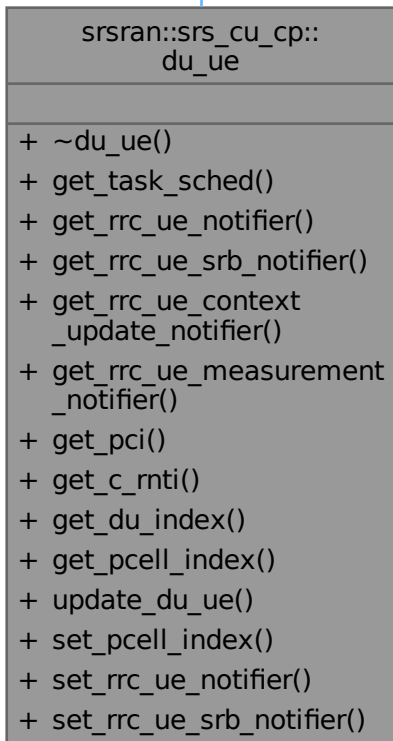 srsran::srs_cu_cp::
du_ue
+ ~du_ue()
+ get_task_sched()
+ get_rrc_ue_notifier()
+ get_rrc_ue_srb_notifier()
+ get_rrc_ue_context
_update_notifier()
+ get_rrc_ue_measurement
_notifier()
+ get_pci()
+ get_c_rnti()
+ get_du_index()
+ get_pcell_index()
+ update_du_ue()
+ set_pcell_index()
+ set_rrc_ue_notifier()
+ set_rrc_ue_srb_notifier()